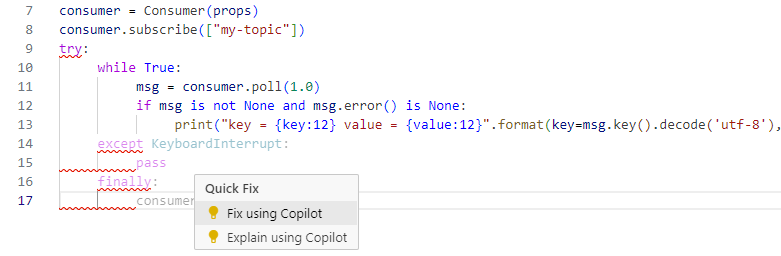 7 consumer = Consumer(props)
8 consumer.subscribe(["my-topic"])
9 try:
10 while True:
11 msg = consumer.poll(1.0)
12 if msg is not None and msg.error() is None:
13 print("key = {key:12} value = {value:12}".format(key=msg.key().decode('utf-8'),
14 except KeyboardInterrupt:
15 pass
16 finally:
17 consumer
Quick Fix
Fix using Copilot
Explain using Copilot